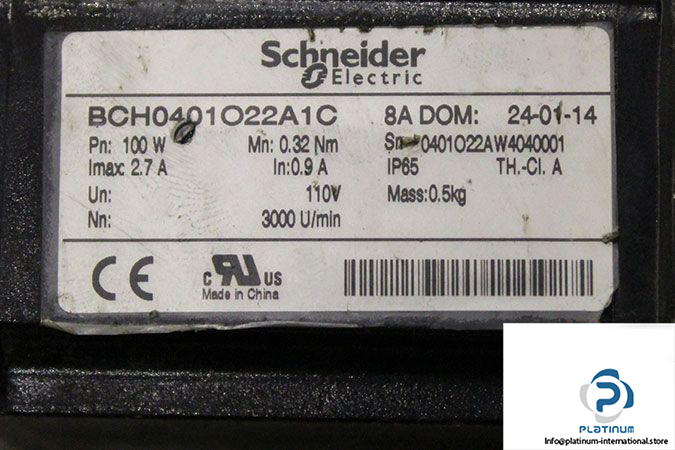 Schneider
Electric
BCH0401O22A1C 8A DOM: 24-01-14
Pn: 100 W Mn: 0.32 Nm Sn 0401O22AW4040001
Imax: 2.7 A In: 0.9 A IP65 TH.-Cl. A
Un: 110V Mass: 0.5kg
Nn: 3000 U/min
CE C UR US
Made in China
PLATINUM
Info@platinum-international.store